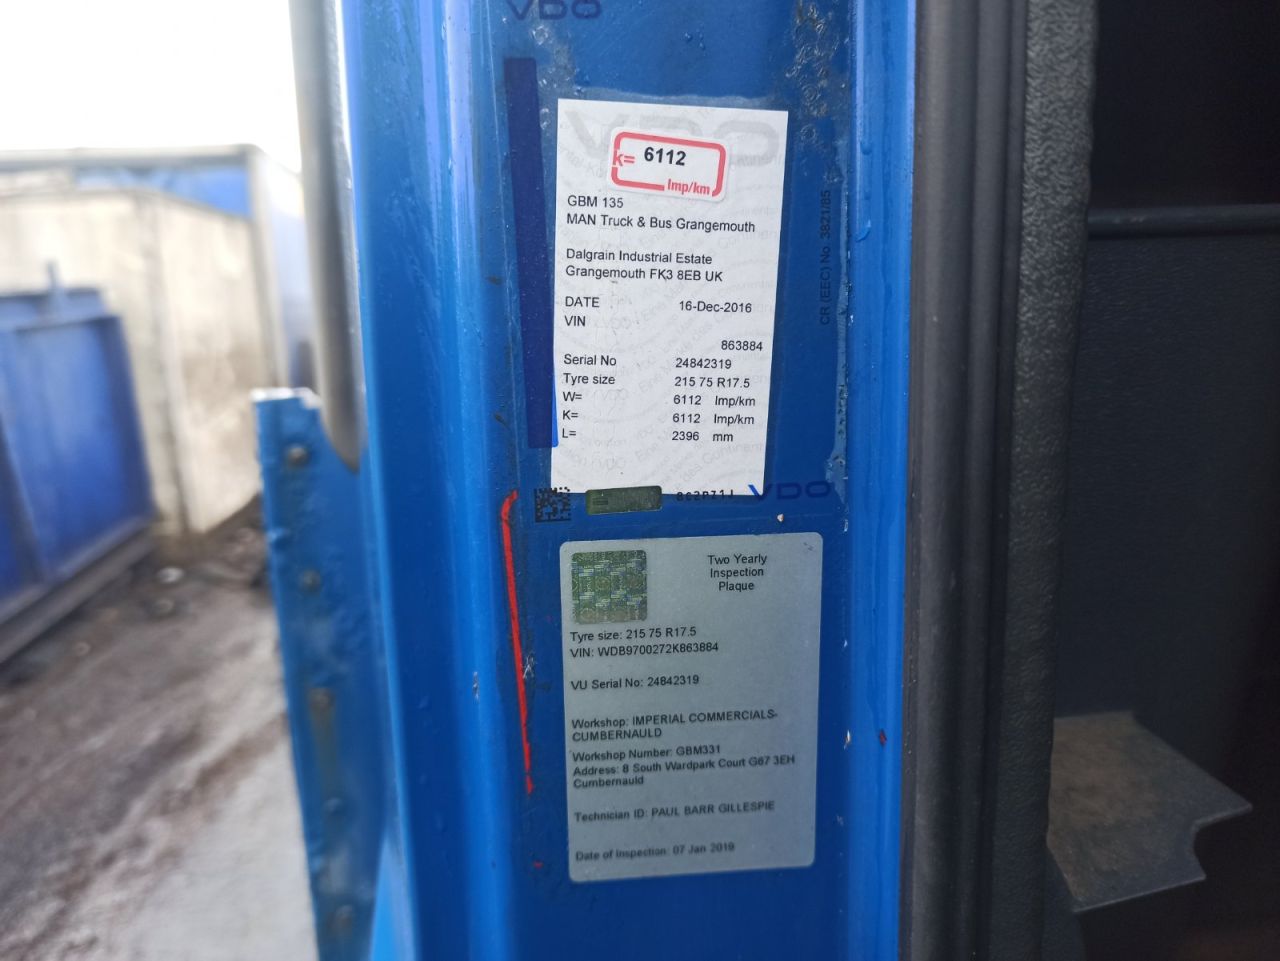 VDO
VDO
k= 6112
Imp/km
GBM 135
MAN Truck & Bus Grangemouth
Dalgrain Industrial Estate
Grangemouth FK3 8EB UK
DATE 16-Dec-2016
VIN
863884
Serial No 24842319
Tyre size 215 75 R17.5
W= 6112 Imp/km
K= 6112 Imp/km
L= 2396 mm
CR (EEC) No. 3821/85
VDO
Two Yearly
Inspection
Plaque
Tyre size: 215 75 R17.5
VIN: WDB9700272K863884
VU Serial No: 24842319
Workshop: IMPERIAL COMMERCIALS-
CUMBERNAULD
Workshop Number: GBM331
Address: 8 South Wardpark Court G67 3EH
Cumbernauld
Technician ID: PAUL BARR GILLESPIE
Date of Inspection: 07 Jan 2019